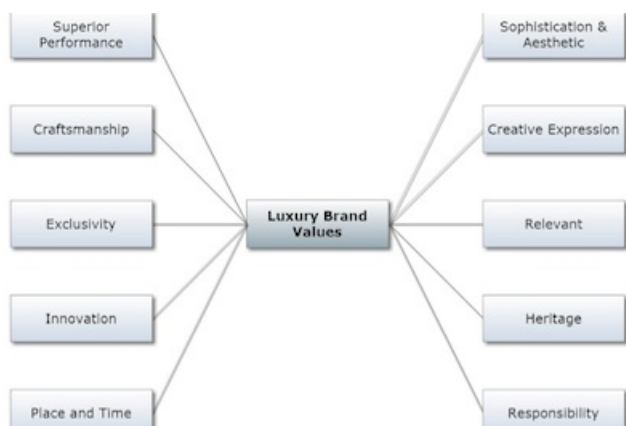 Superior
Performance
Craftsmanship
Exclusivity
Innovation
Place and Time
Luxury Brand
Values
Sophistication &
Aesthetic
Creative Expression
Relevant
Heritage
Responsibility